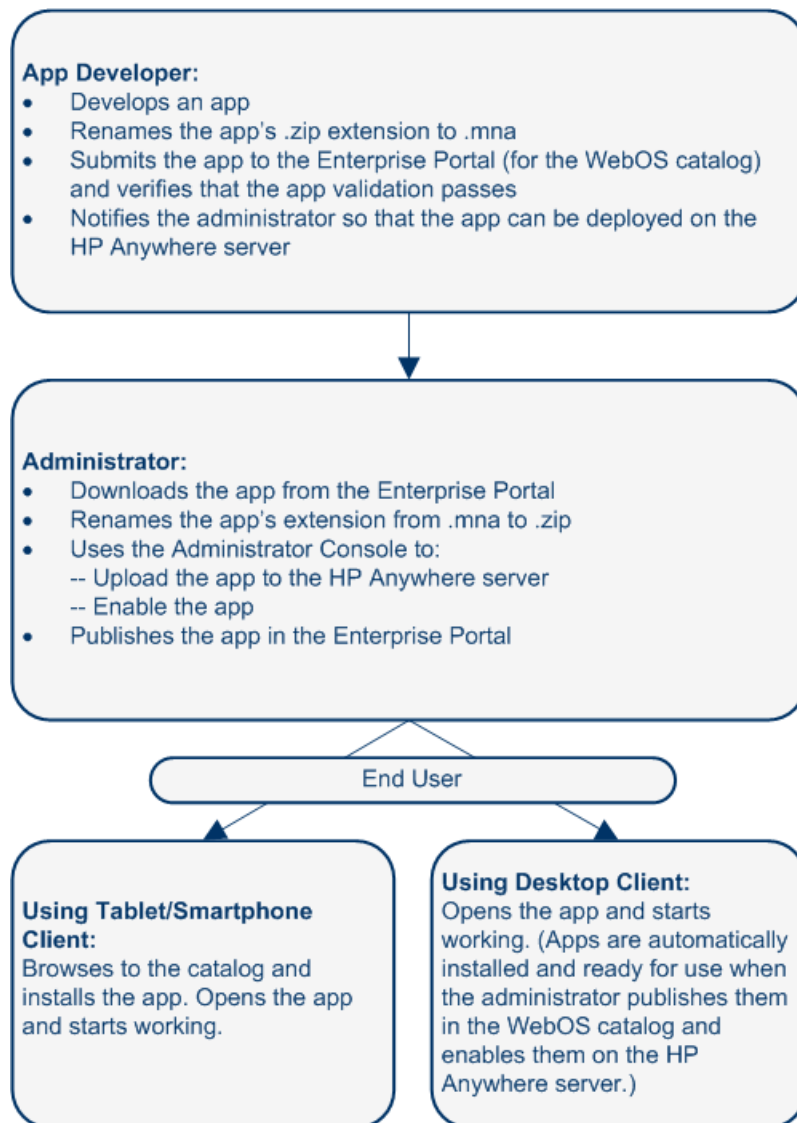 App Developer:
• Develops an app
• Renames the app's .zip extension to .mna
• Submits the app to the Enterprise Portal (for the WebOS catalog)
and verifies that the app validation passes
• Notifies the administrator so that the app can be deployed on the
HP Anywhere server
Administrator:
• Downloads the app from the Enterprise Portal
• Renames the app's extension from .mna to .zip
• Uses the Administrator Console to:
-- Upload the app to the HP Anywhere server
-- Enable the app
• Publishes the app in the Enterprise Portal
End User
Using Tablet/Smartphone
Client:
Browses to the catalog and
installs the app. Opens the app
and starts working.
Using Desktop Client:
Opens the app and starts
working. (Apps are automatically
installed and ready for use when
the administrator publishes them
in the WebOS catalog and
enables them on the HP
Anywhere server.)